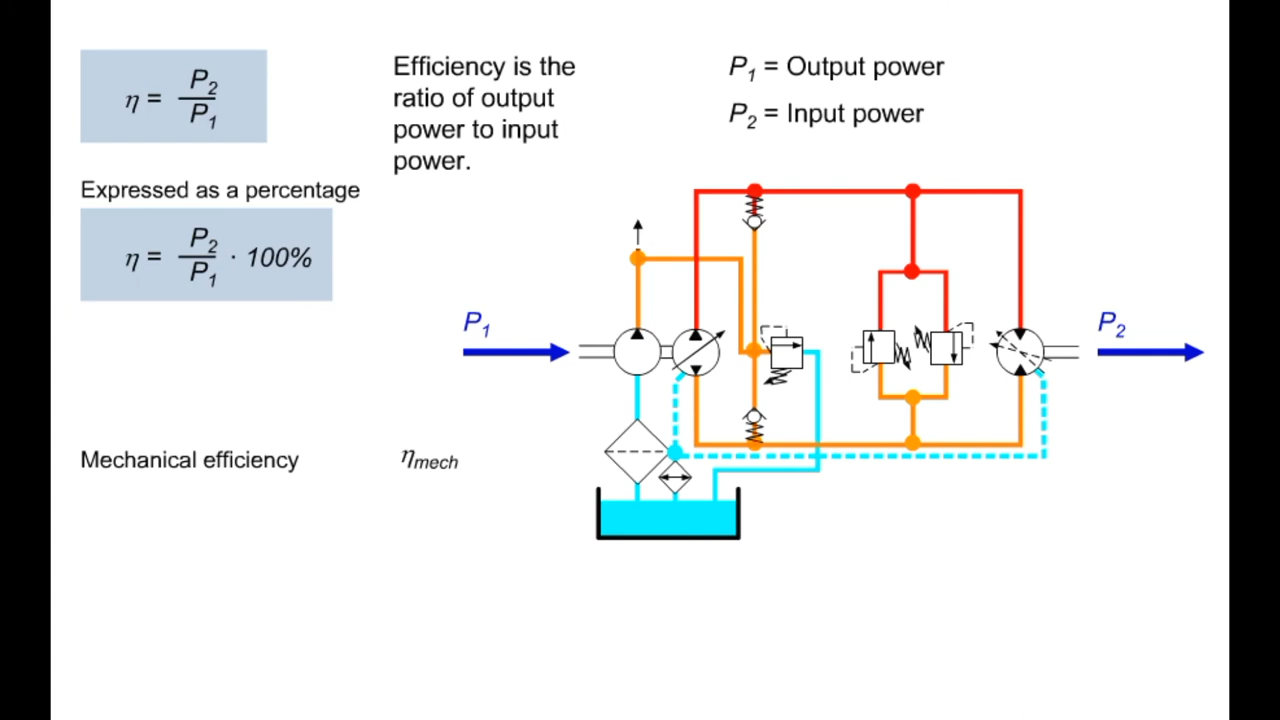 η = P₂ / P₁
Efficiency is the
ratio of output
power to input
power.
P₁ = Output power
P₂ = Input power
Expressed as a percentage
η = P₂ / P₁ · 100%
P₁
P₂
Mechanical efficiency
ηmech